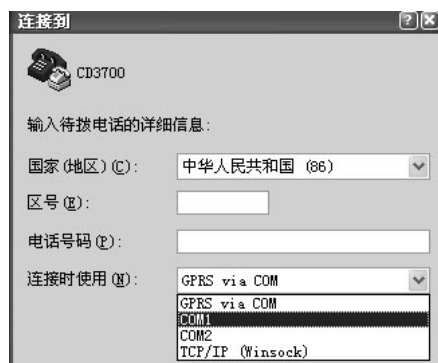 连接到
CD3700
输入待拨电话的详细信息:
国家(地区)(C): 中华人民共和国 (86)
区号(E):
电话号码(P):
连接时使用(N): GPRS via COM
GPRS via COM
COM1
COM2
TCP/IP (Winsock)